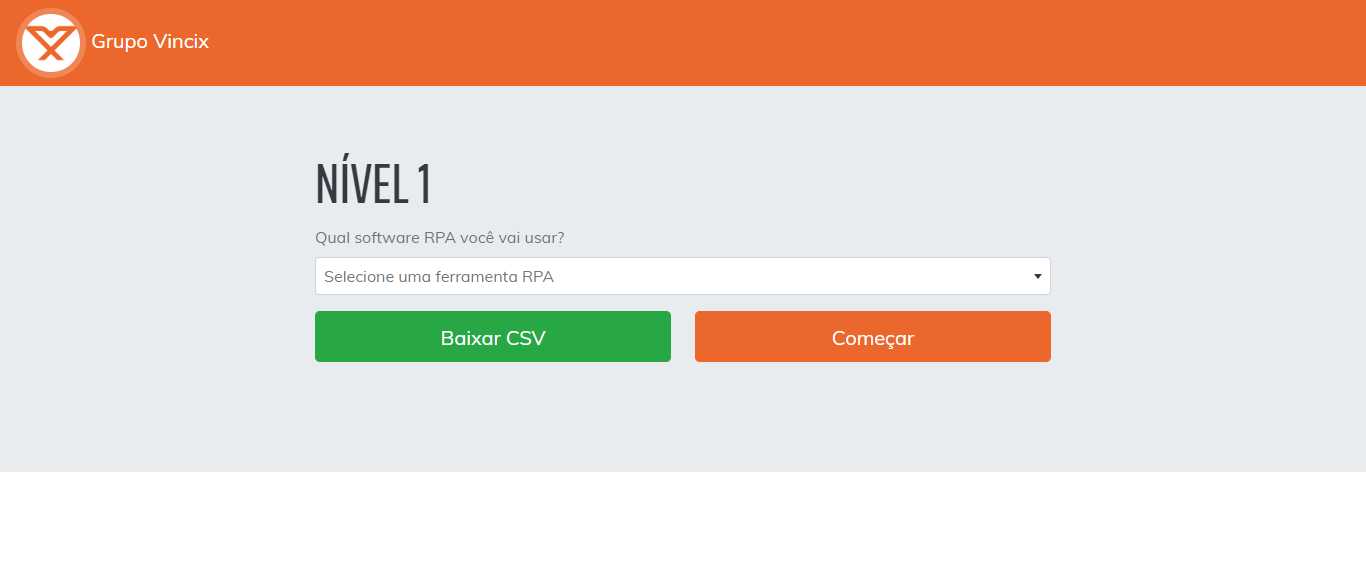 Grupo Vincix
NÍVEL 1
Qual software RPA você vai usar?
Selecione uma ferramenta RPA
Baixar CSV
Começar